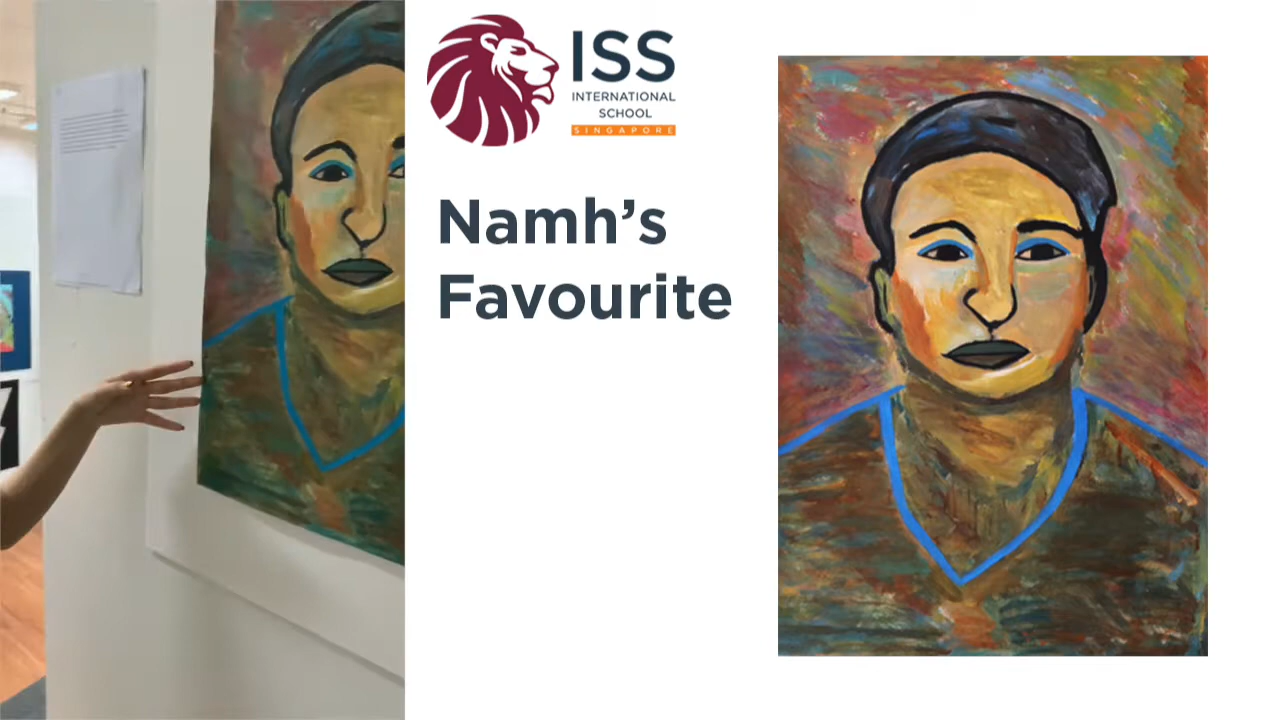 ISS
INTERNATIONAL
SCHOOL
SINGAPORE
Namh's
Favourite